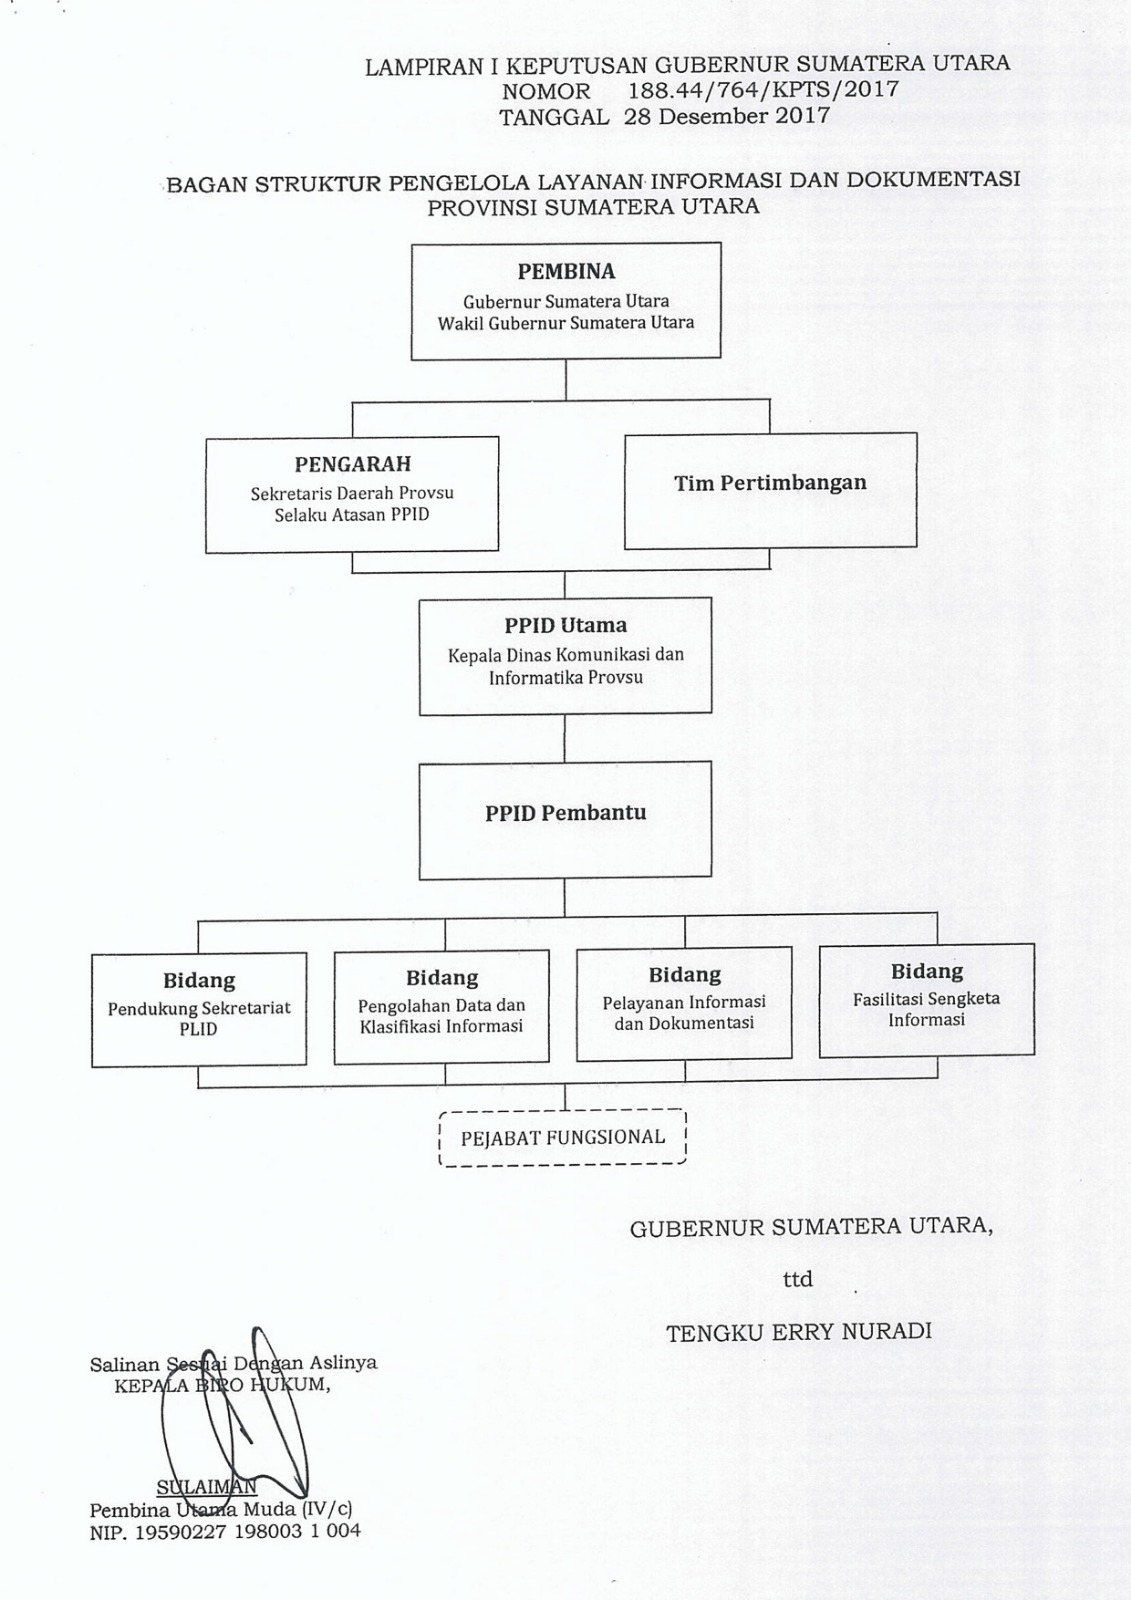 LAMPIRAN I KEPUTUSAN GUBERNUR SUMATERA UTARA
NOMOR 188.44/764/KPTS/2017
TANGGAL 28 Desember 2017
BAGAN STRUKTUR PENGELOLA LAYANAN INFORMASI DAN DOKUMENTASI
PROVINSI SUMATERA UTARA
PEMBINA
Gubernur Sumatera Utara
Wakil Gubernur Sumatera Utara
PENGARAH
Sekretaris Daerah Provsu
Selaku Atasan PPID
Tim Pertimbangan
PPID Utama
Kepala Dinas Komunikasi dan
Informatika Provsu
PPID Pembantu
Bidang
Pendukung Sekretariat
PLID
Bidang
Pengolahan Data dan
Klasifikasi Informasi
Bidang
Pelayanan Informasi
dan Dokumentasi
Bidang
Fasilitasi Sengketa
Informasi
PEJABAT FUNGSIONAL
GUBERNUR SUMATERA UTARA,
ttd
TENGKU ERRY NURADI
Salinan Sesuai Dengan Aslinya
KEPALA BIRO HUKUM,
SULAIMAN
Pembina Utama Muda (IV/c)
NIP. 19590227 198003 1 004